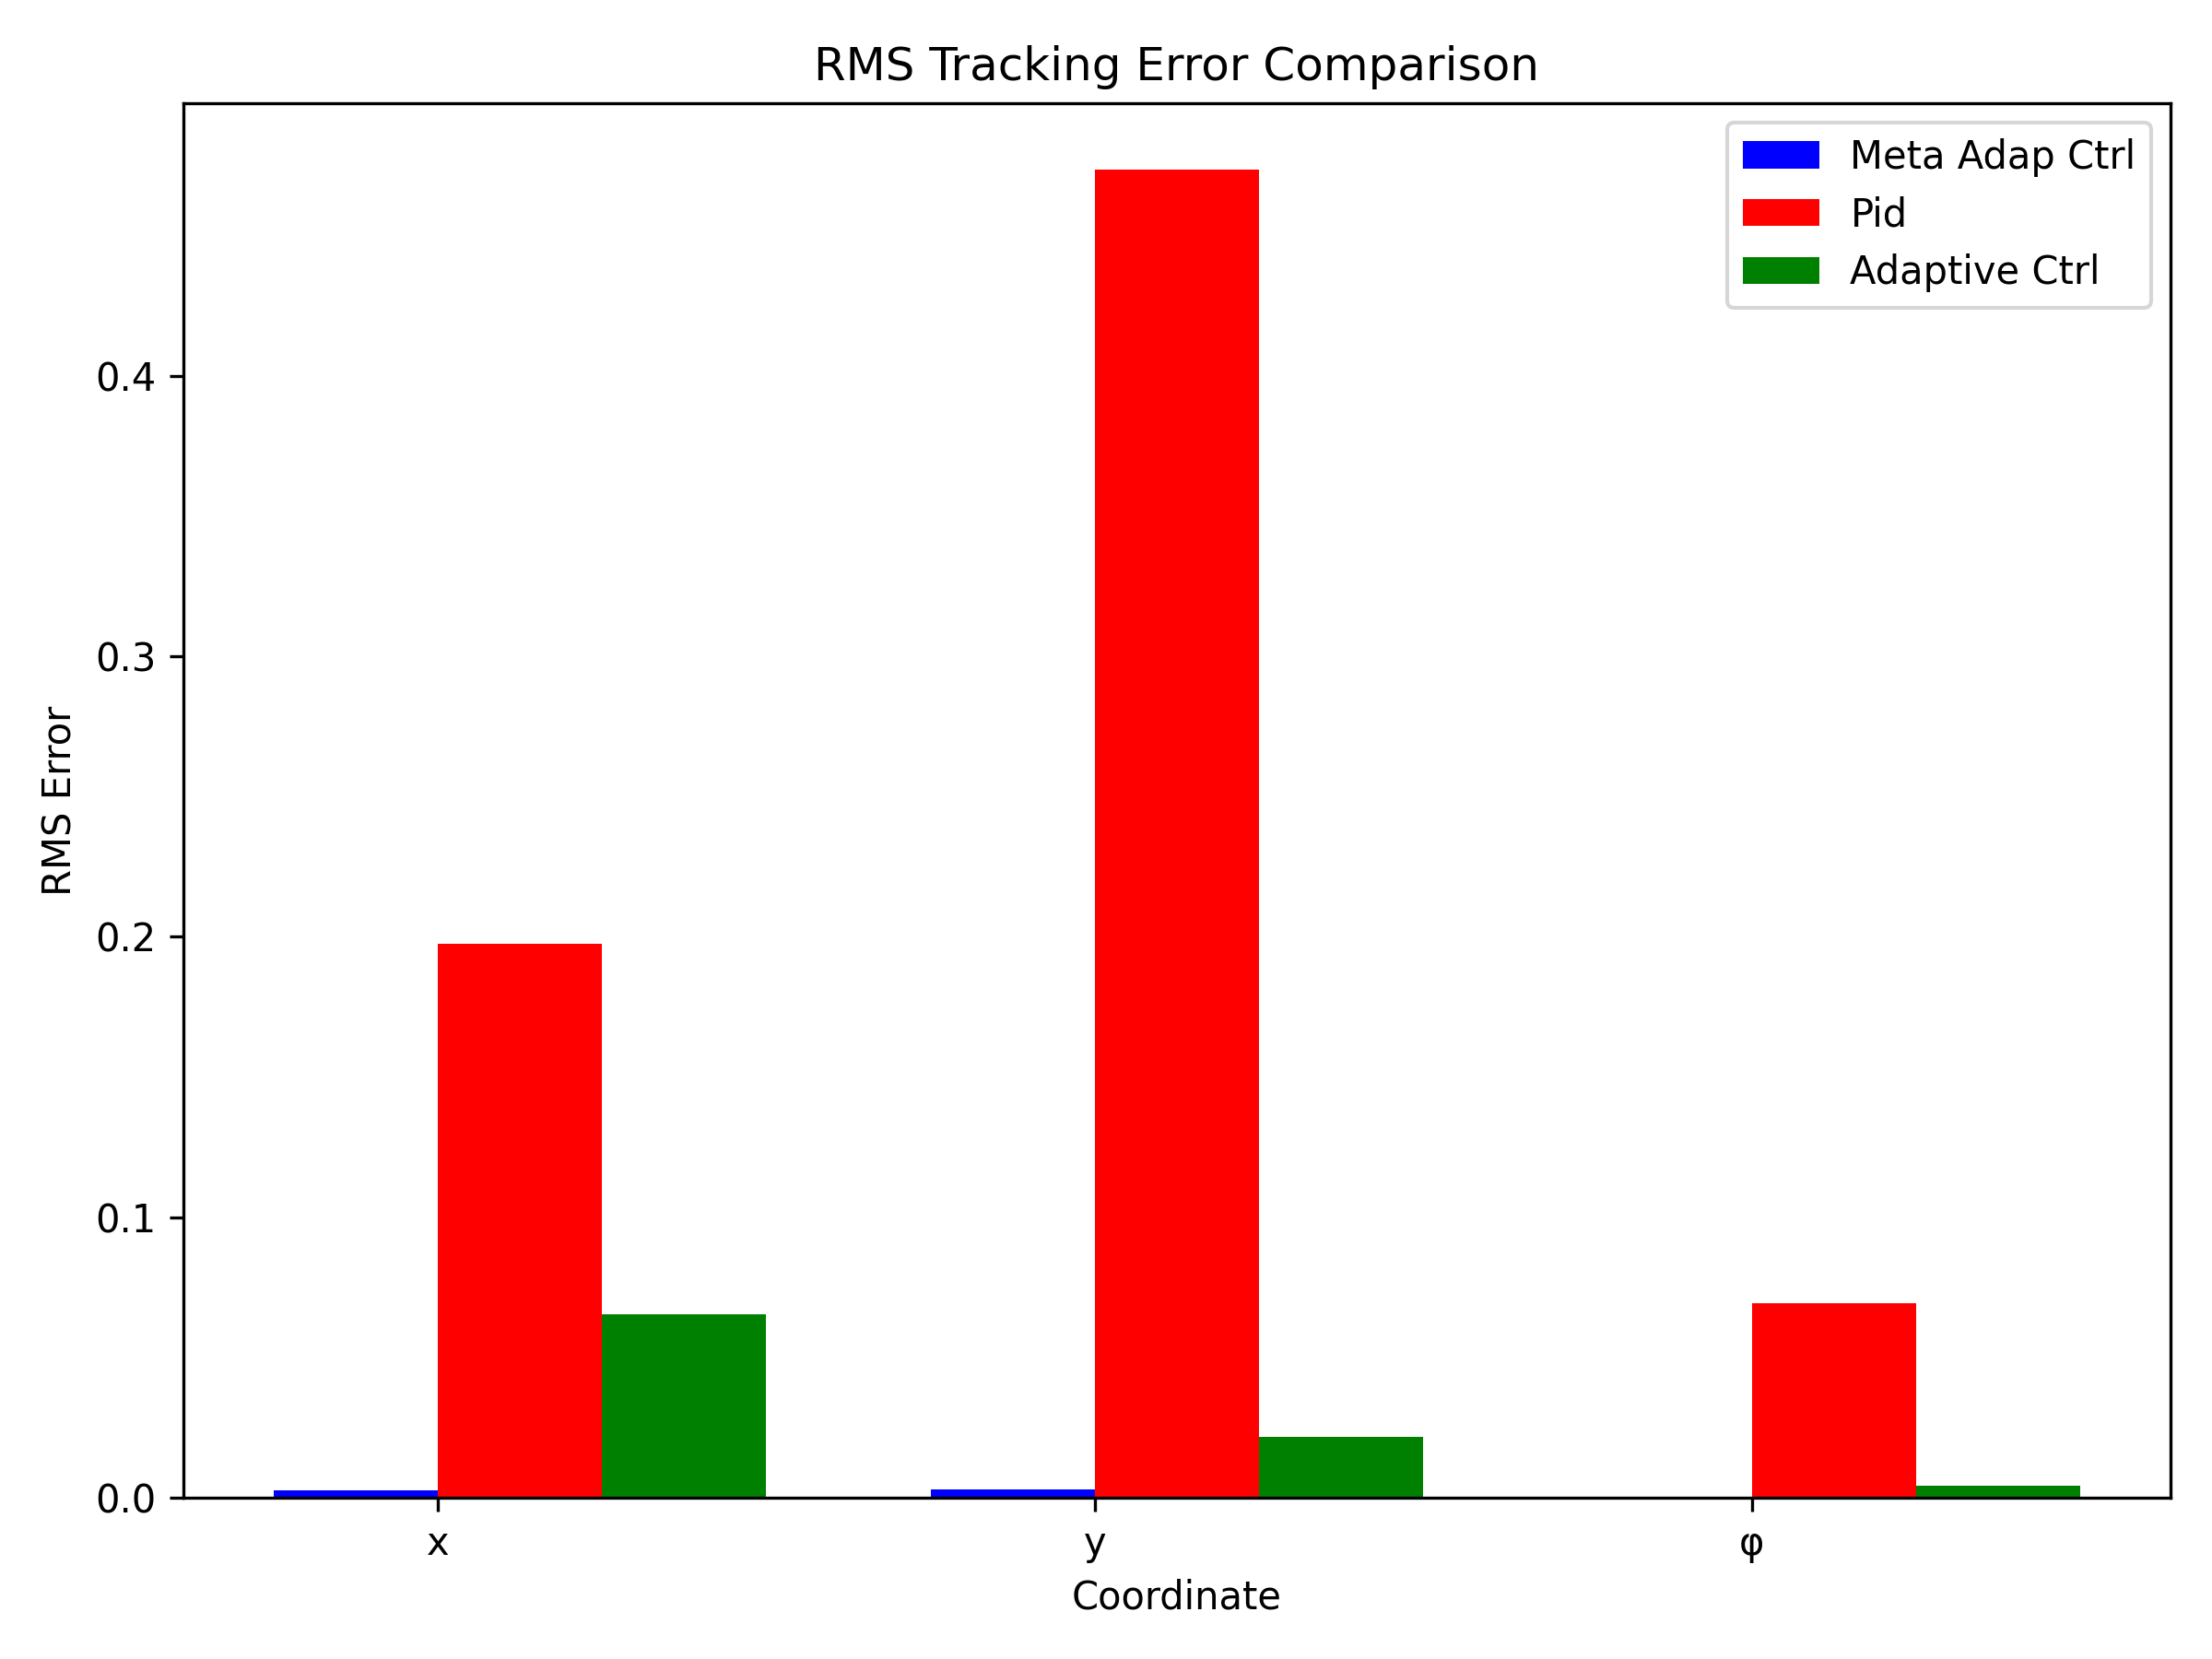 RMS Tracking Error Comparison
Meta Adap Ctrl
Pid
Adaptive Ctrl
RMS Error
0.4
0.3
0.2
0.1
0.0
x
y
φ
Coordinate